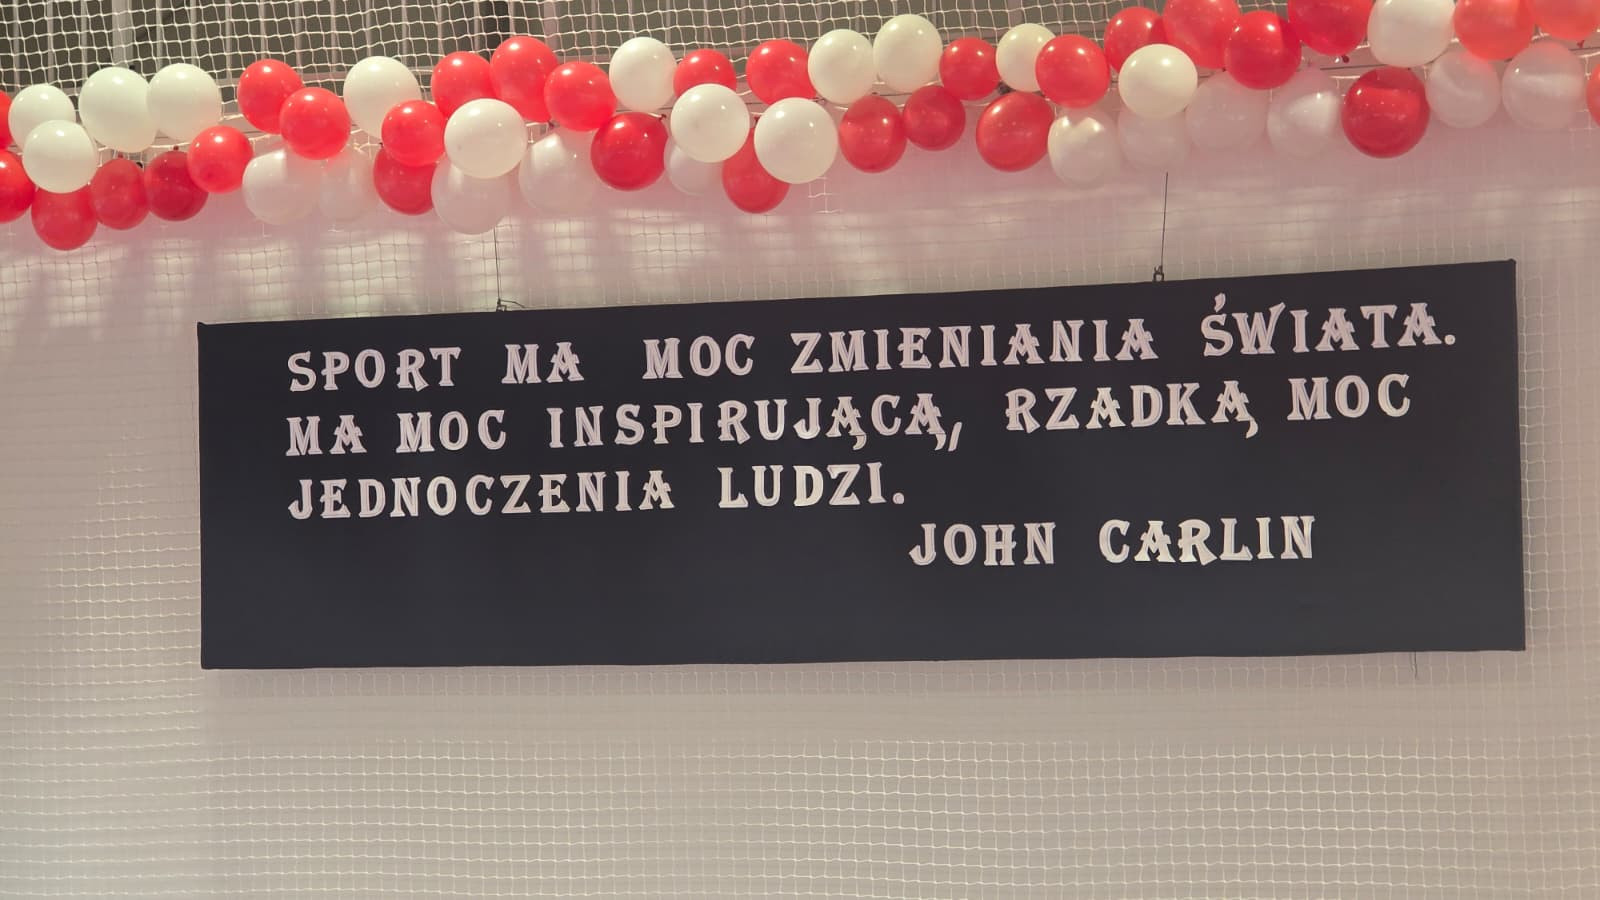 SPORT MA MOC ZMIENIANIA ŚWIATA.
MA MOC INSPIRUJĄCĄ, RZADKĄ MOC
JEDNOCZENIA LUDZI.
JOHN CARLIN